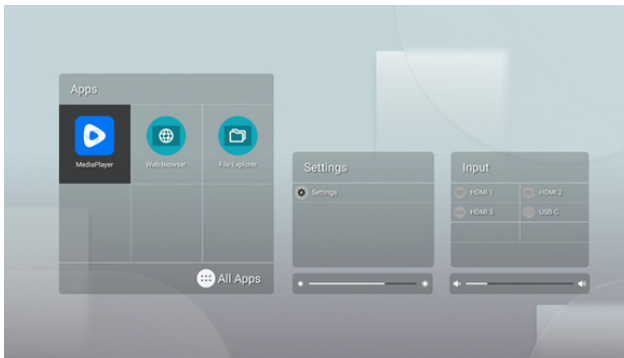 Apps
MediaPlayer
Web Browser
File Explorer
All Apps
Settings
Settings
Input
HDMI 1
HDMI 2
HDMI 3
USB-C